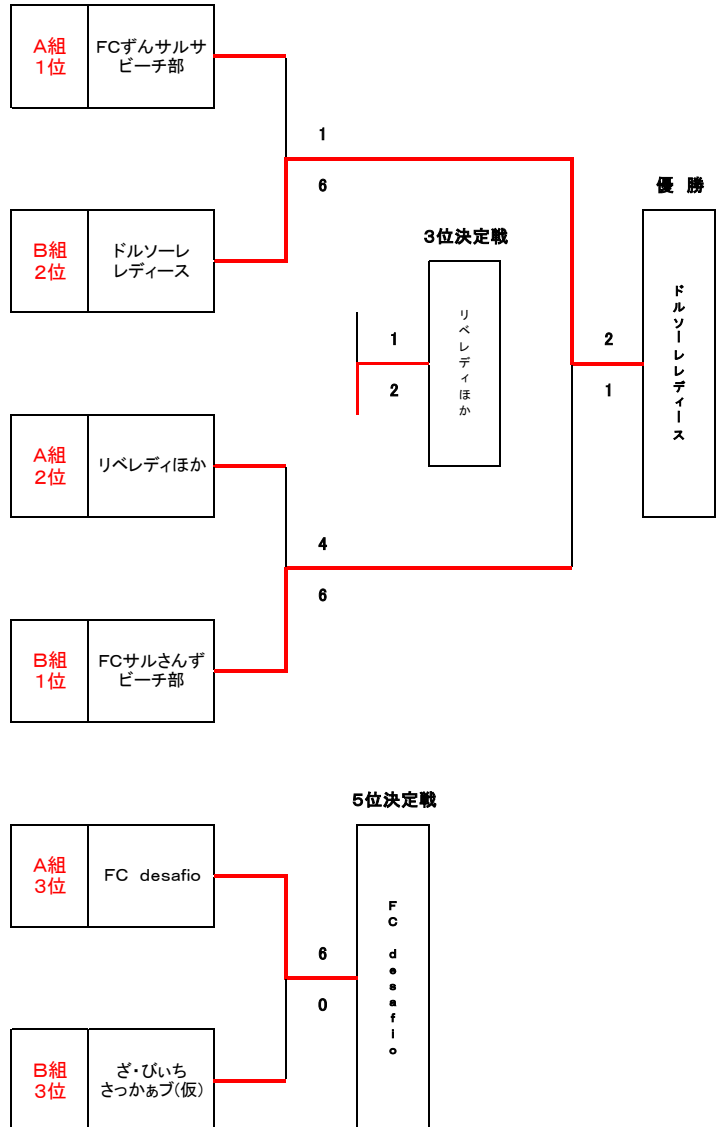 A組
1位
FCずんサルサ
ビーチ部
1
6
優 勝
B組
2位
ドルソーレ
レディース
3位決定戦
リベレディほか
1
2
2
1
ドルソーレレディース
A組
2位
リベレディほか
4
6
B組
1位
FCサルさんず
ビーチ部
5位決定戦
A組
3位
FC desafio
6
0
FC desafio
B組
3位
ざ・びぃち
さっかぁブ(仮)